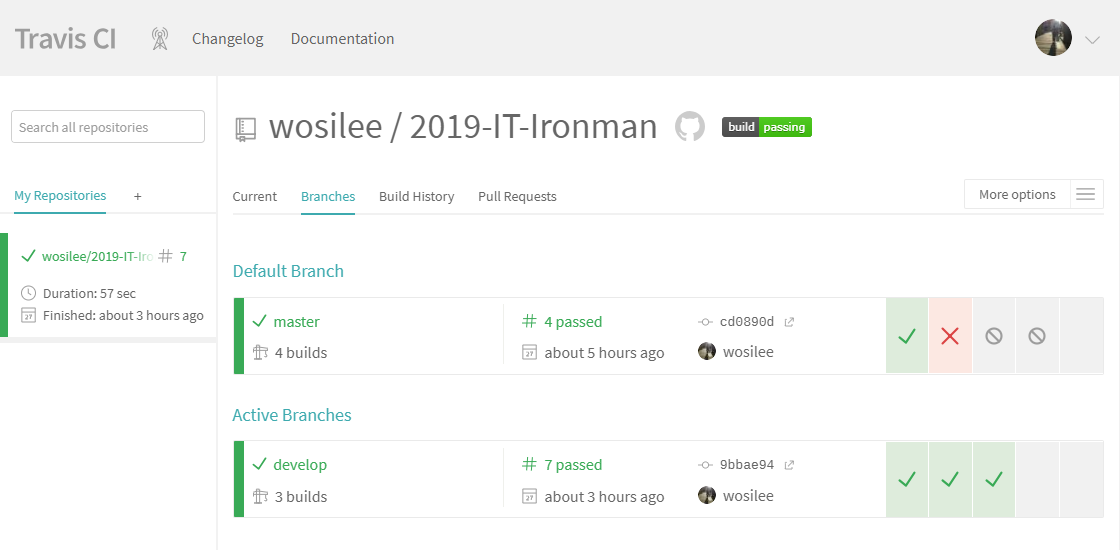 Travis CI Changelog Documentation
Search all repositories
wosilee / 2019-IT-Ironman build passing
My Repositories +
Current Branches Build History Pull Requests More options
wosilee/2019-IT-Iro # 7
Duration: 57 sec
Finished: about 3 hours ago
Default Branch
master # 4 passed cd0890d
4 builds 27 about 5 hours ago wosilee
Active Branches
develop # 7 passed 9bbae94
3 builds 27 about 3 hours ago wosilee